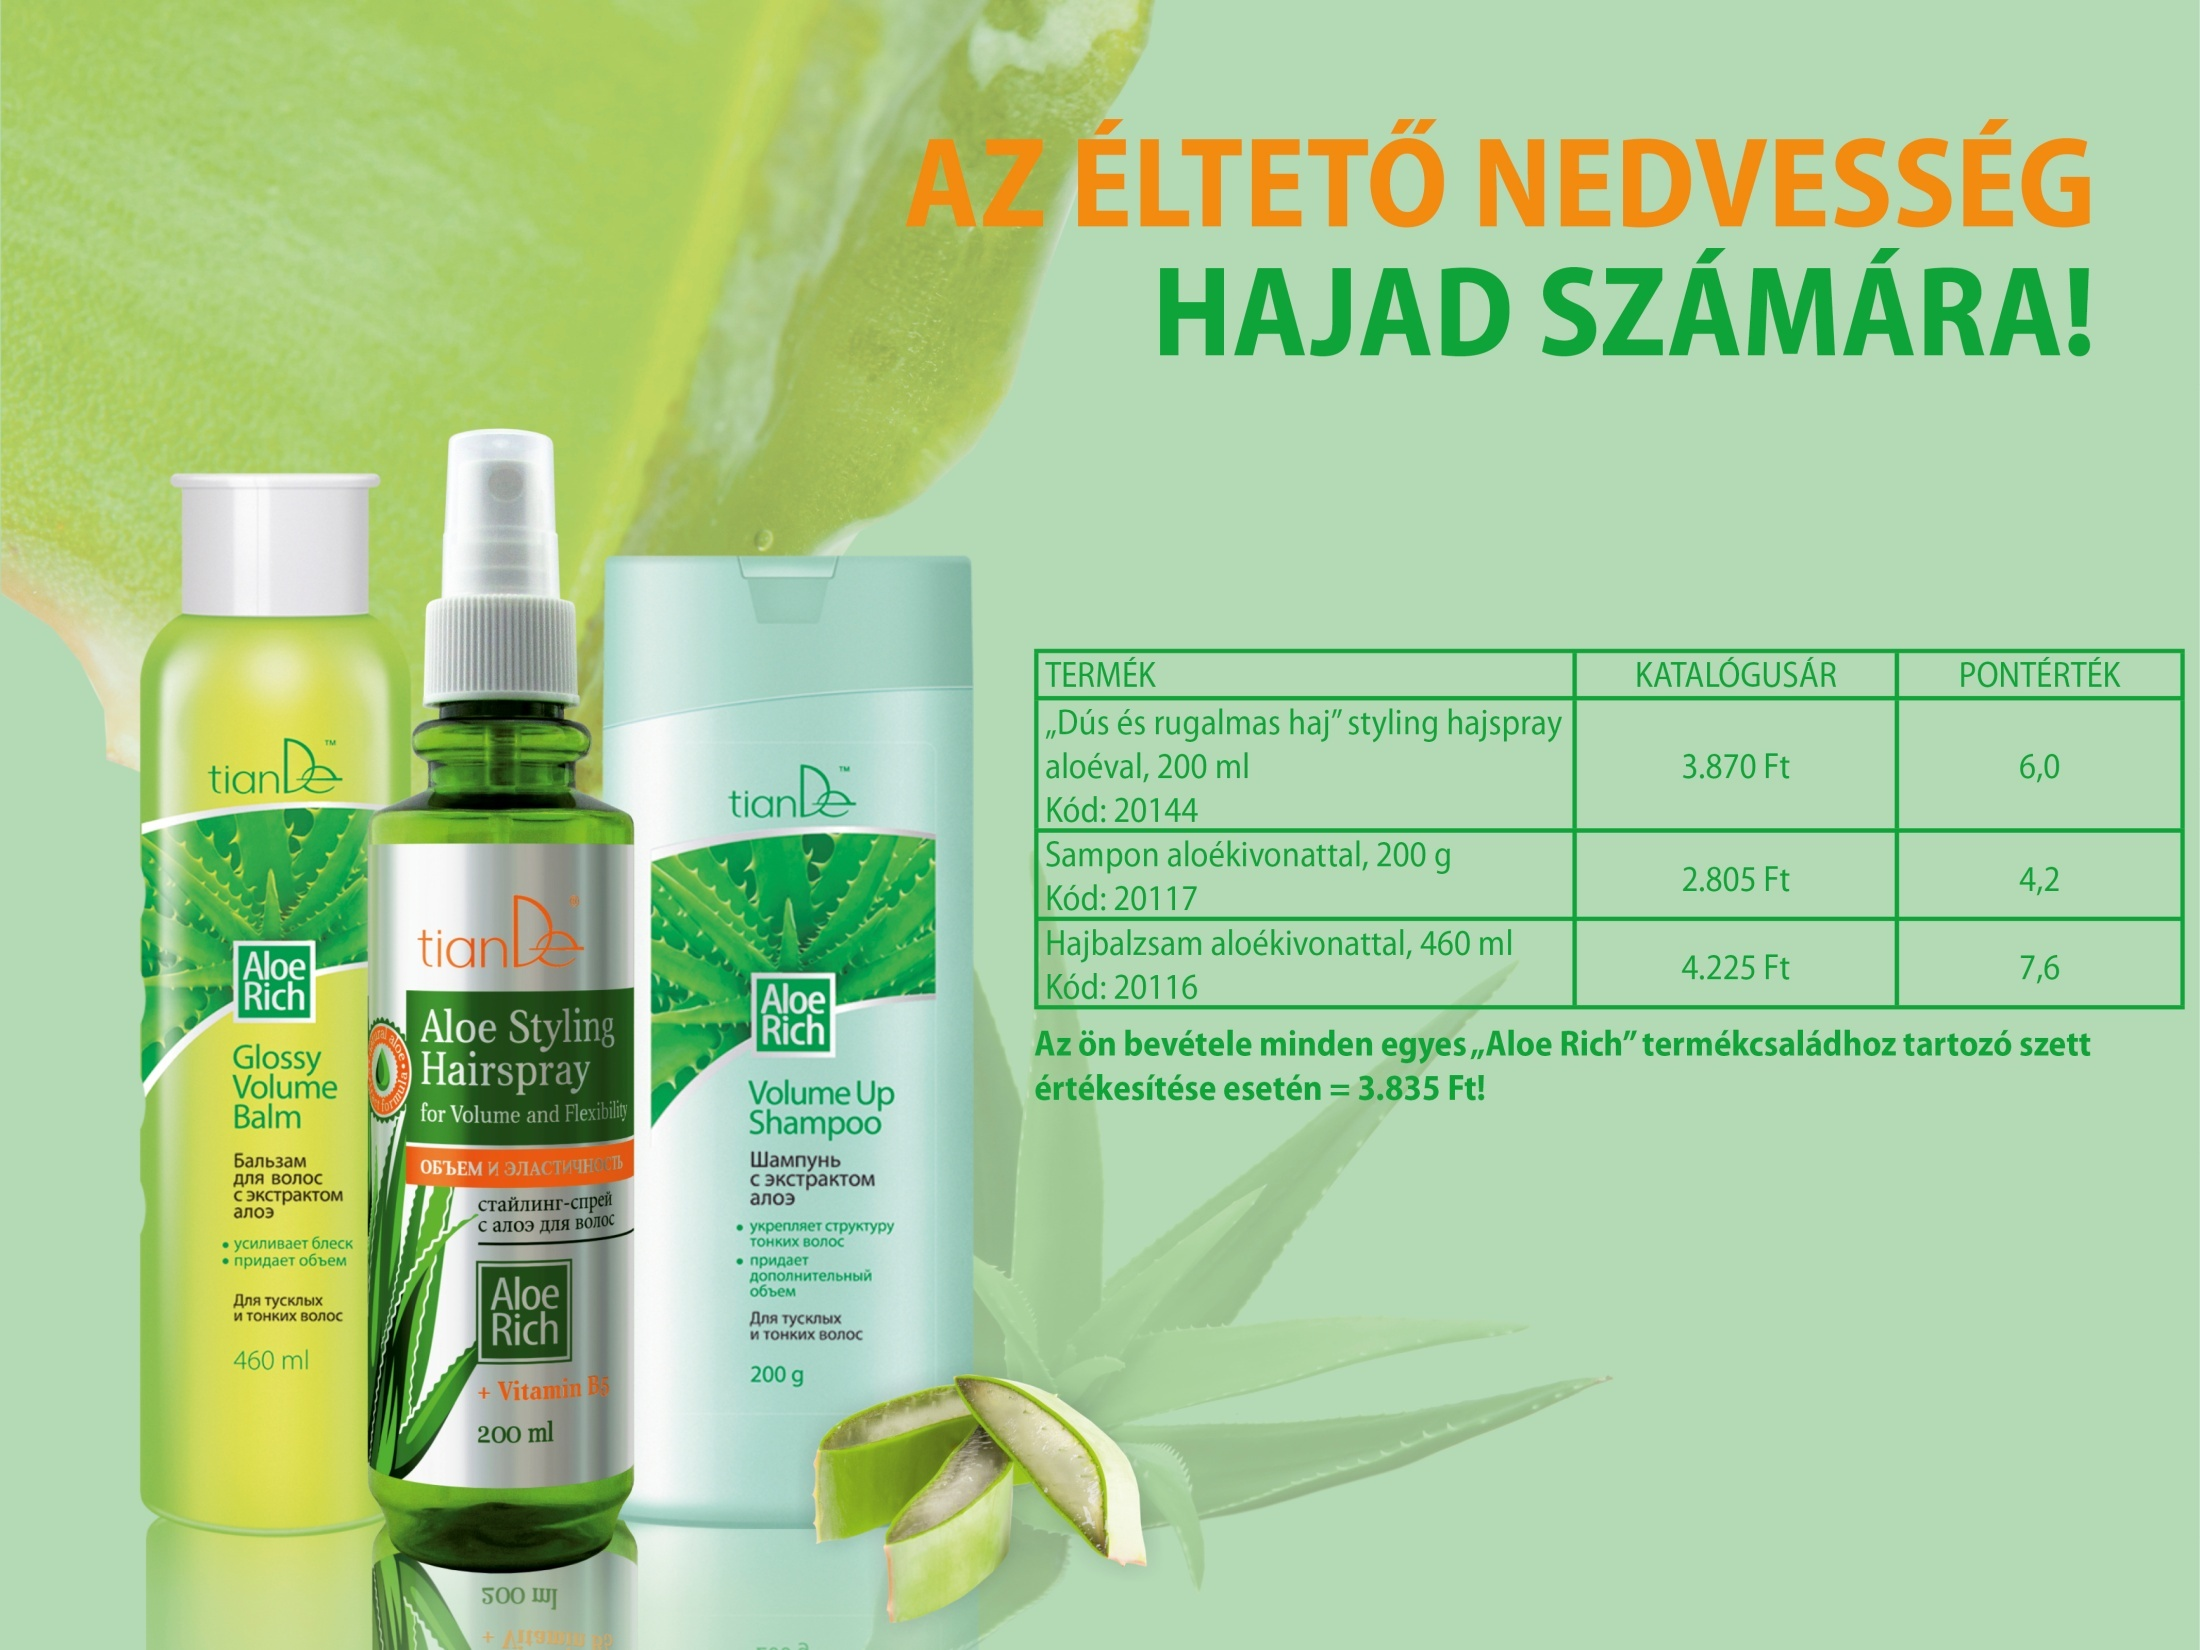 AZ ÉLTETŐ NEDVESSÉG
HAJAD SZÁMÁRA!
TERMÉK KATALÓGUSÁR PONTÉRTÉK
„Dús és rugalmas haj” styling hajspray
aloéval, 200 ml
Kód: 20144
3.870 Ft 6,0
Sampon aloékivonattal, 200 g
Kód: 20117
2.805 Ft 4,2
Hajbalzsam aloékivonattal, 460 ml
Kód: 20116
4.225 Ft 7,6
Az ön bevétele minden egyes „Aloe Rich” termékcsaládhoz tartozó szett
értékesítése esetén = 3.835 Ft!
tianDe™
Aloe
Rich
Glossy
Volume
Balm
Бальзам
для волос
с экстрактом
алоэ
• усиливает блеск
• придает объем
Для тусклых
и тонких волос
460 ml
tianDe®
Aloe Styling
Hairspray
for Volume and Flexibility
ОБЪЕМ И ЭЛАСТИЧНОСТЬ
стайлинг-спрей
с алоэ для волос
Aloe
Rich
+ Vitamin B5
200 ml
tianDe™
Aloe
Rich
Volume Up
Shampoo
Шампунь
с экстрактом
алоэ
• укрепляет структуру
тонких волос
• придает
дополнительный
объем
Для тусклых
и тонких волос
200 g